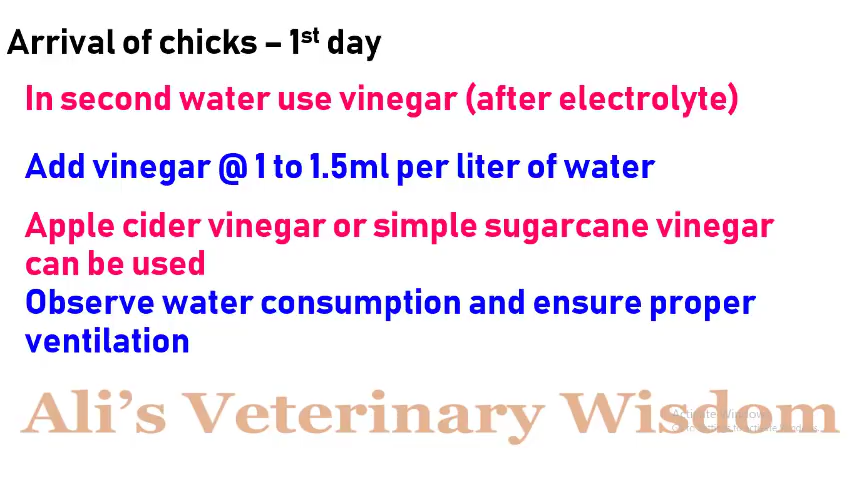 Arrival of chicks – 1st day
In second water use vinegar (after electrolyte)
Add vinegar @ 1 to 1.5ml per liter of water
Apple cider vinegar or simple sugarcane vinegar
can be used
Observe water consumption and ensure proper
ventilation
Ali's Veterinary Wisdom
Activate Windows